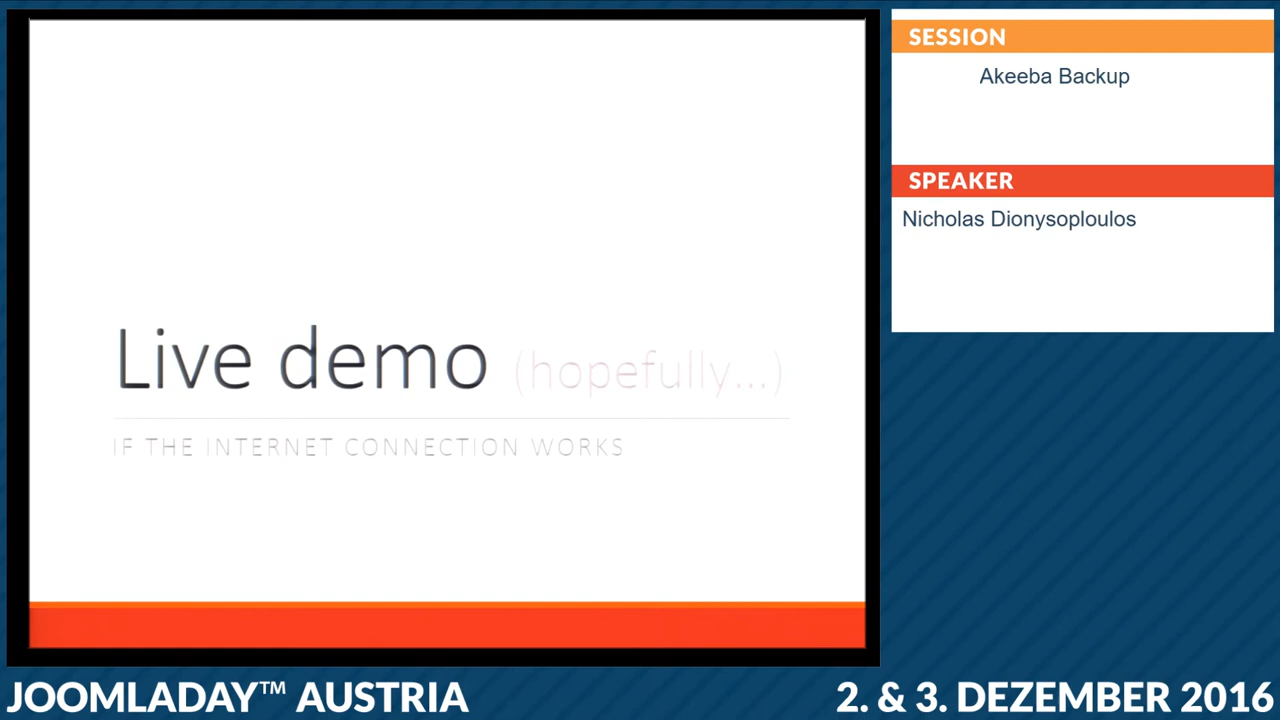 Live demo (hopefully...)
IF THE INTERNET CONNECTION WORKS
SESSION
Akeeba Backup
SPEAKER
Nicholas Dionysoploulos
JOOMLADAY™ AUSTRIA
2. & 3. DEZEMBER 2016